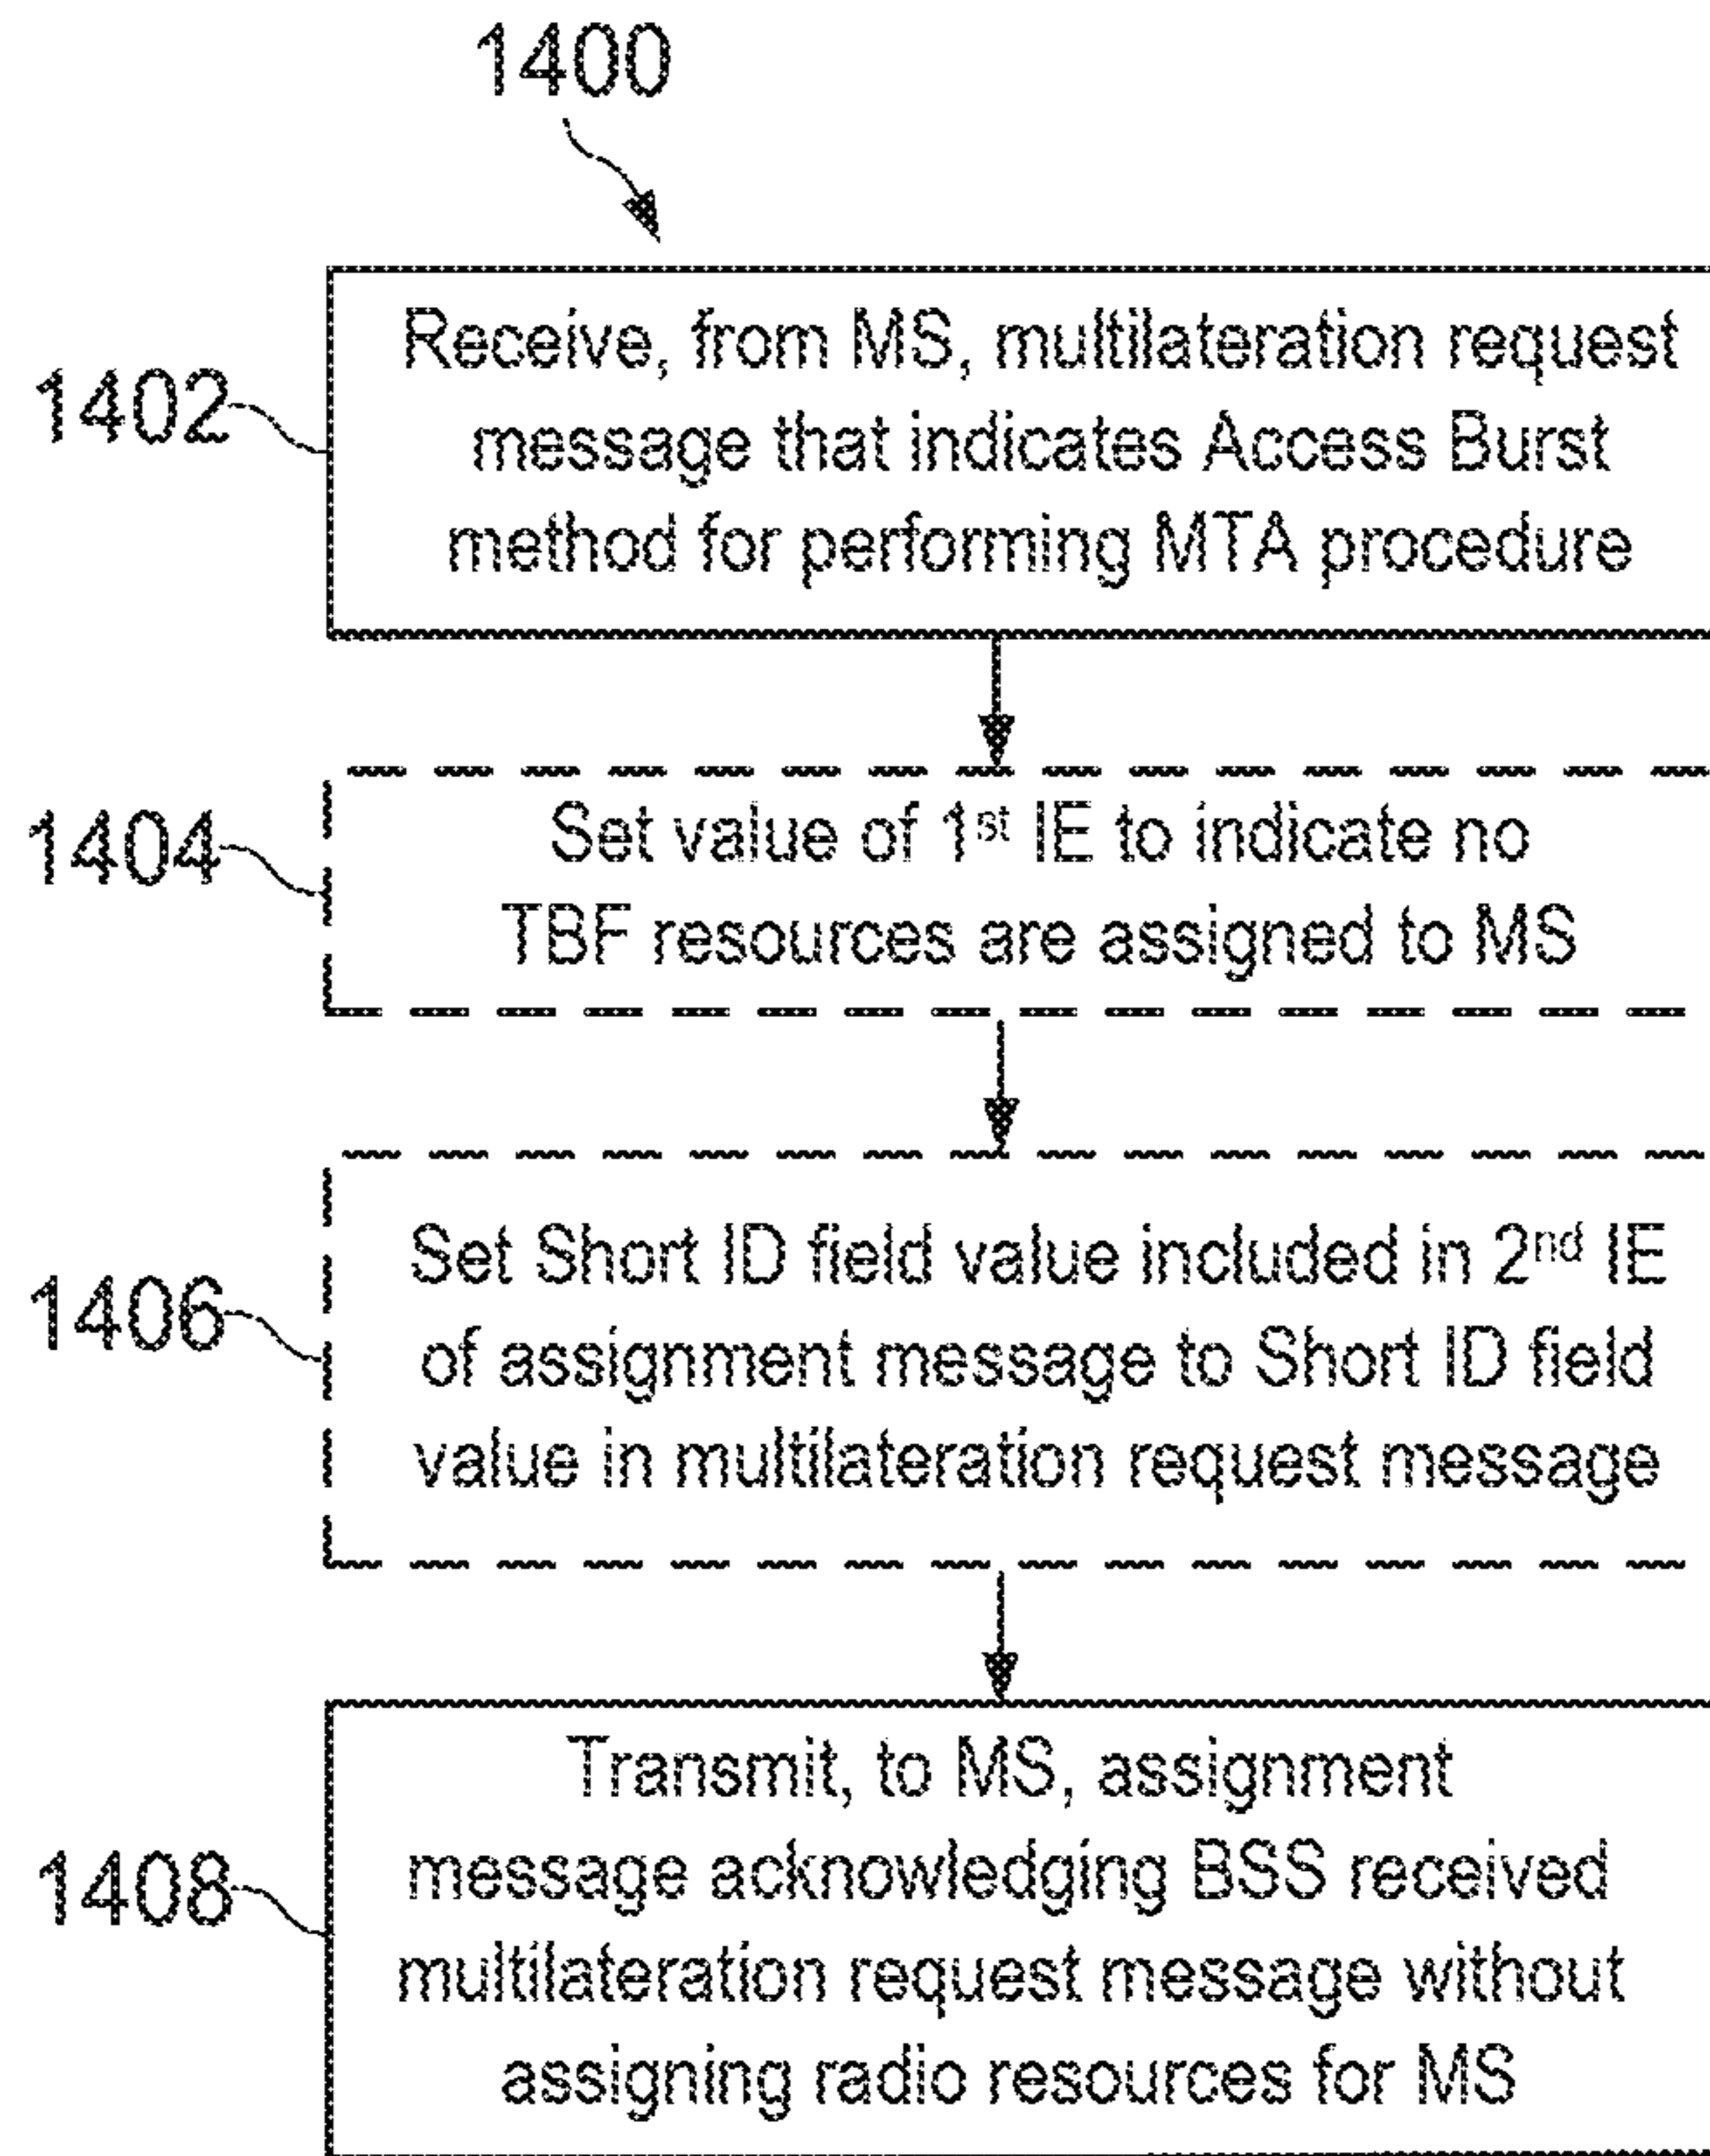 1400
1402
Receive, from MS, multilateration request
message that indicates Access Burst
method for performing MTA procedure
1404
Set value of 1st IE to indicate no
TBF resources are assigned to MS
1406
Set Short ID field value included in 2nd IE
of assignment message to Short ID field
value in multilateration request message
1408
Transmit, to MS, assignment
message acknowledging BSS received
multilateration request message without
assigning radio resources for MS